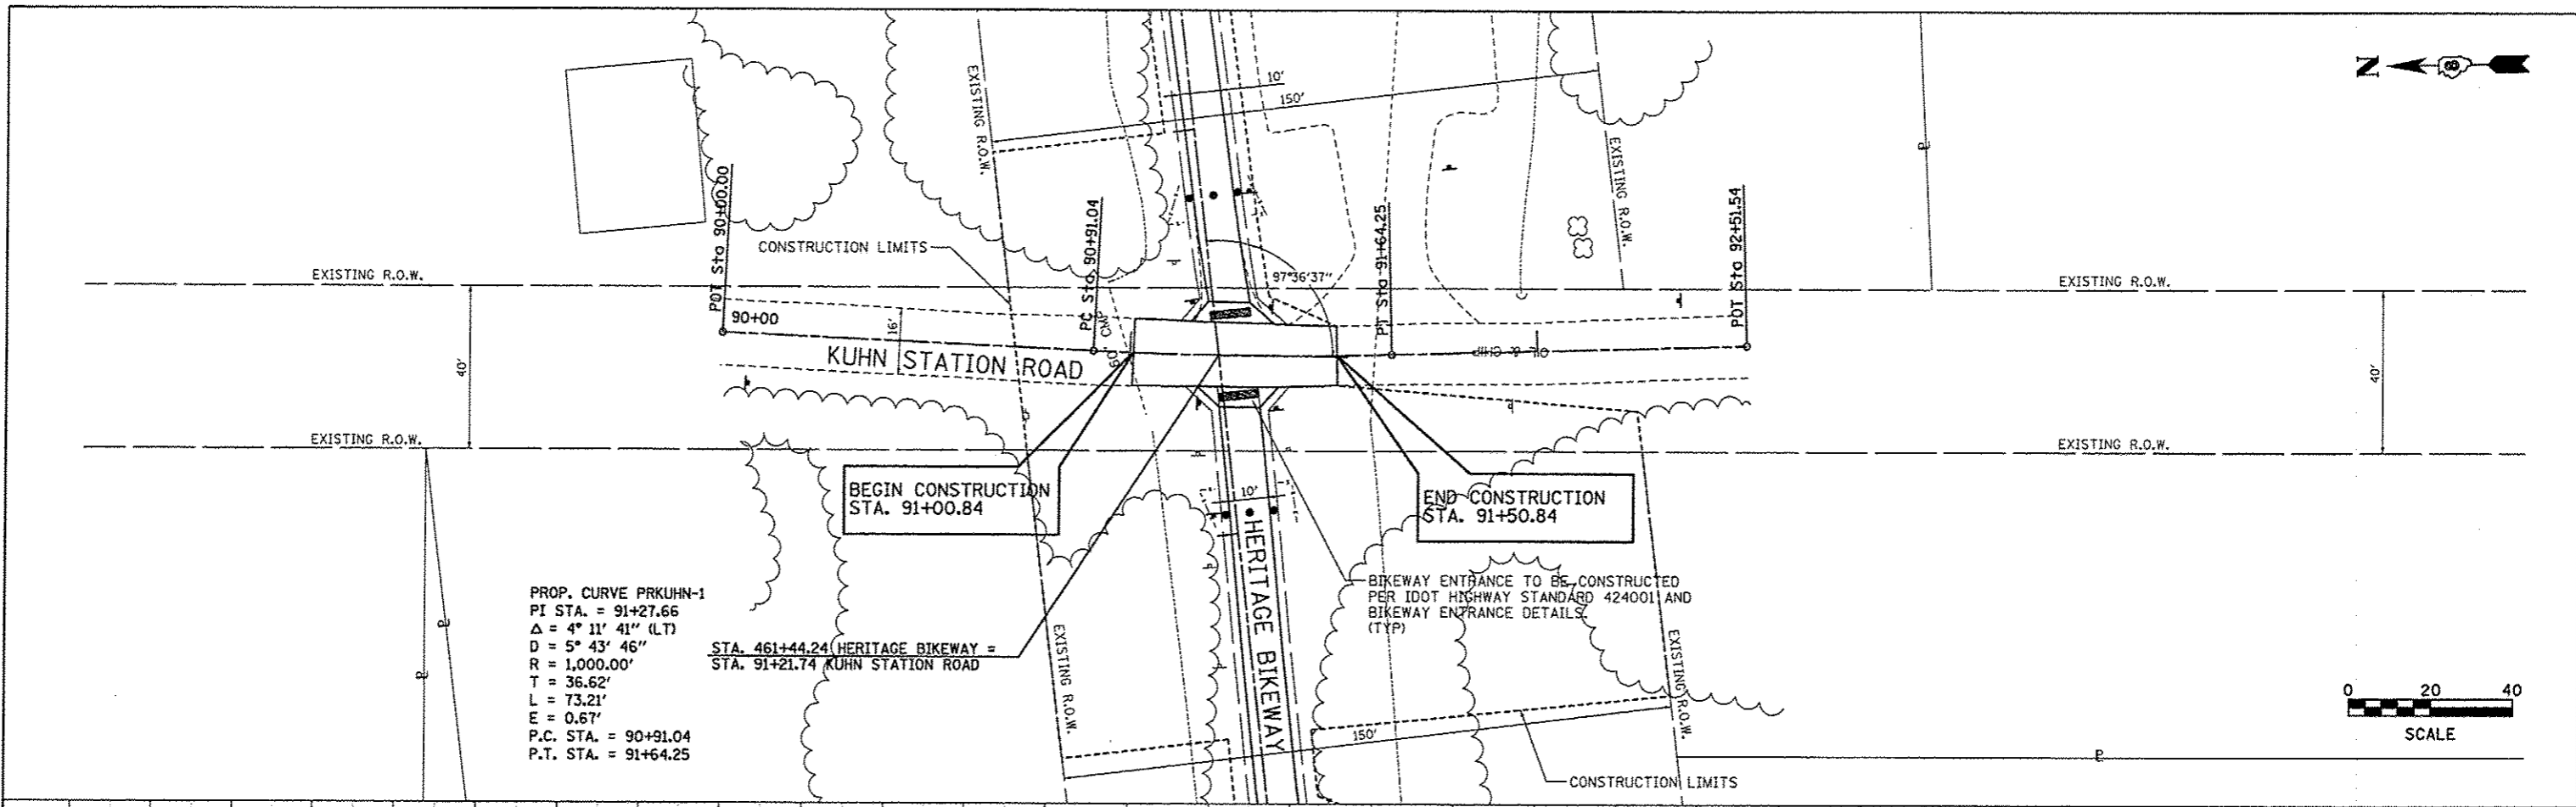 N
EXISTING R.O.W.
10'
150'
EXISTING R.O.W.
POT Sta 90+00.00
CONSTRUCTION LIMITS
PC Sta 90+91.04
PT Sta 91+64.25
POT Sta 92+51.54
97°36'37"
EXISTING R.O.W.
EXISTING R.O.W.
90+00
16'
60' CMP
KUHN STATION ROAD
OIL & CHIP
40'
40'
EXISTING R.O.W.
EXISTING R.O.W.
BEGIN CONSTRUCTION
STA. 91+00.84
END CONSTRUCTION
STA. 91+50.84
10'
HERITAGE BIKEWAY
BIKEWAY ENTRANCE TO BE CONSTRUCTED
PER IDOT HIGHWAY STANDARD 424001 AND
BIKEWAY ENTRANCE DETAILS.
(TYP)
PROP. CURVE PRKUHN-1
PI STA. = 91+27.66
Δ = 4° 11' 41" (LT)
D = 5° 43' 46"
R = 1,000.00'
T = 36.62'
L = 73.21'
E = 0.67'
P.C. STA. = 90+91.04
P.T. STA. = 91+64.25
STA. 461+44.24 HERITAGE BIKEWAY =
STA. 91+21.74 KUHN STATION ROAD
EXISTING R.O.W.
EXISTING R.O.W.
150'
CONSTRUCTION LIMITS
0 20 40
SCALE